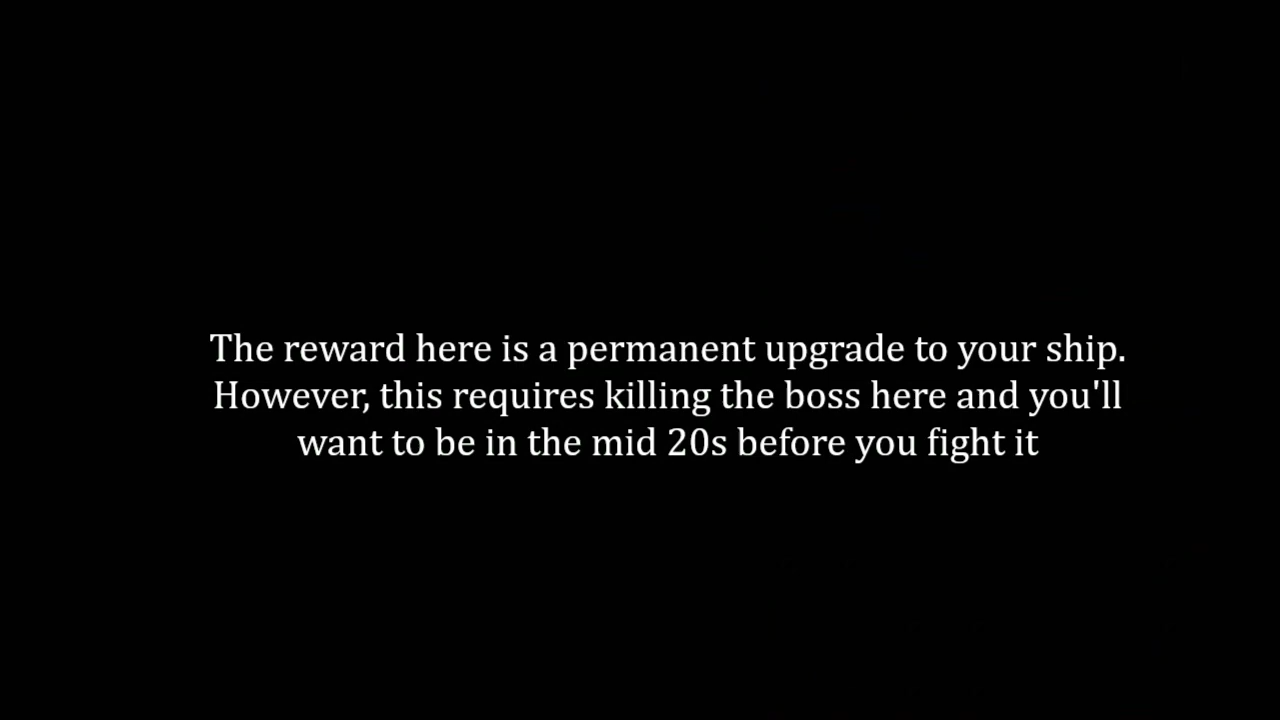 The reward here is a permanent upgrade to your ship.
However, this requires killing the boss here and you'll
want to be in the mid 20s before you fight it